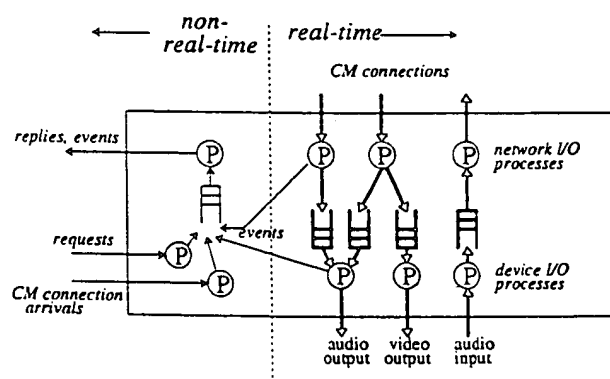 non-
real-time
real-time
CM connections
replies, events
P
P
P
P
network I/O
processes
events
requests
P
P
P
P
P
device I/O
processes
CM connection
arrivals
audio
output
video
output
audio
input